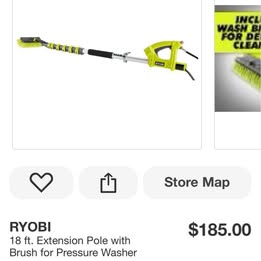 INCLU
WASH B
FOR DE
CLEA
Store Map
RYOBI
$185.00
18 ft. Extension Pole with
Brush for Pressure Washer